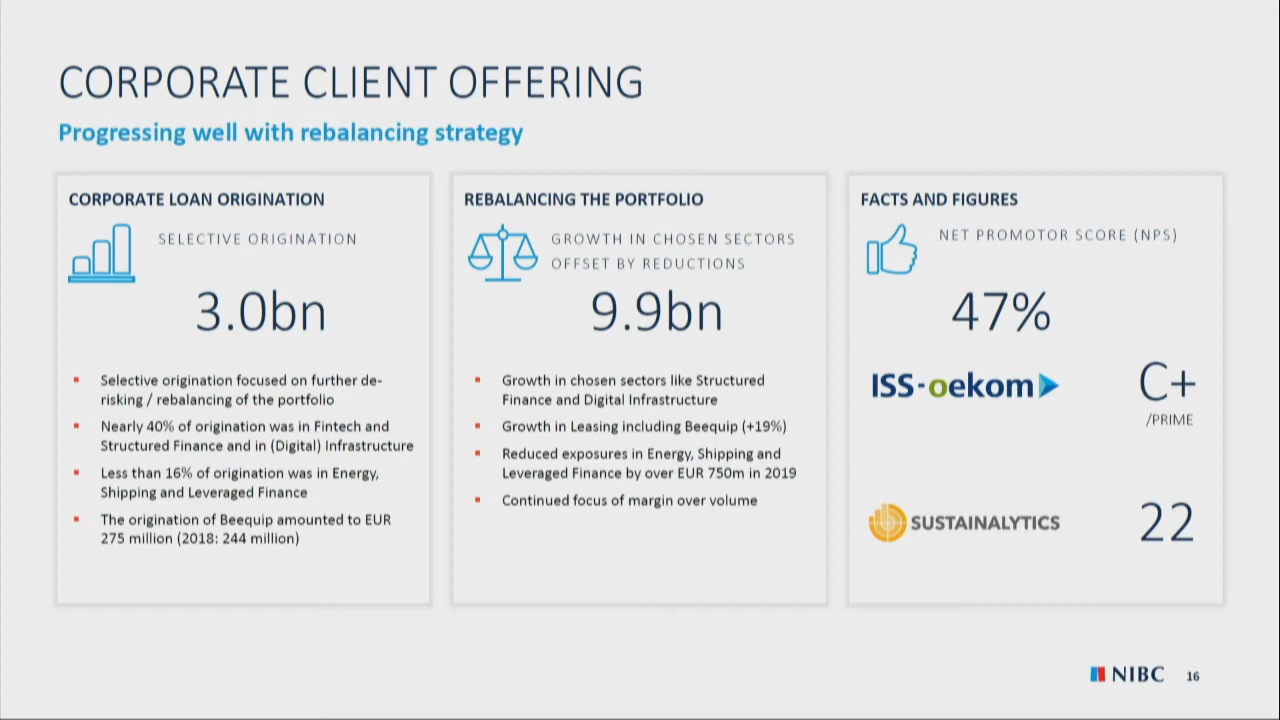 CORPORATE CLIENT OFFERING
Progressing well with rebalancing strategy
CORPORATE LOAN ORIGINATION
SELECTIVE ORIGINATION
3.0bn
Selective origination focused on further de-
risking / rebalancing of the portfolio
Nearly 40% of origination was in Fintech and
Structured Finance and in (Digital) Infrastructure
Less than 16% of origination was in Energy,
Shipping and Leveraged Finance
The origination of Beequip amounted to EUR
275 million (2018: 244 million)
REBALANCING THE PORTFOLIO
GROWTH IN CHOSEN SECTORS
OFFSET BY REDUCTIONS
9.9bn
Growth in chosen sectors like Structured
Finance and Digital Infrastructure
Growth in Leasing including Beequip (+19%)
Reduced exposures in Energy, Shipping and
Leveraged Finance by over EUR 750m in 2019
Continued focus of margin over volume
FACTS AND FIGURES
NET PROMOTOR SCORE (NPS)
47%
ISS-oekom
C+
/PRIME
SUSTAINALYTICS
22
NIBC
16